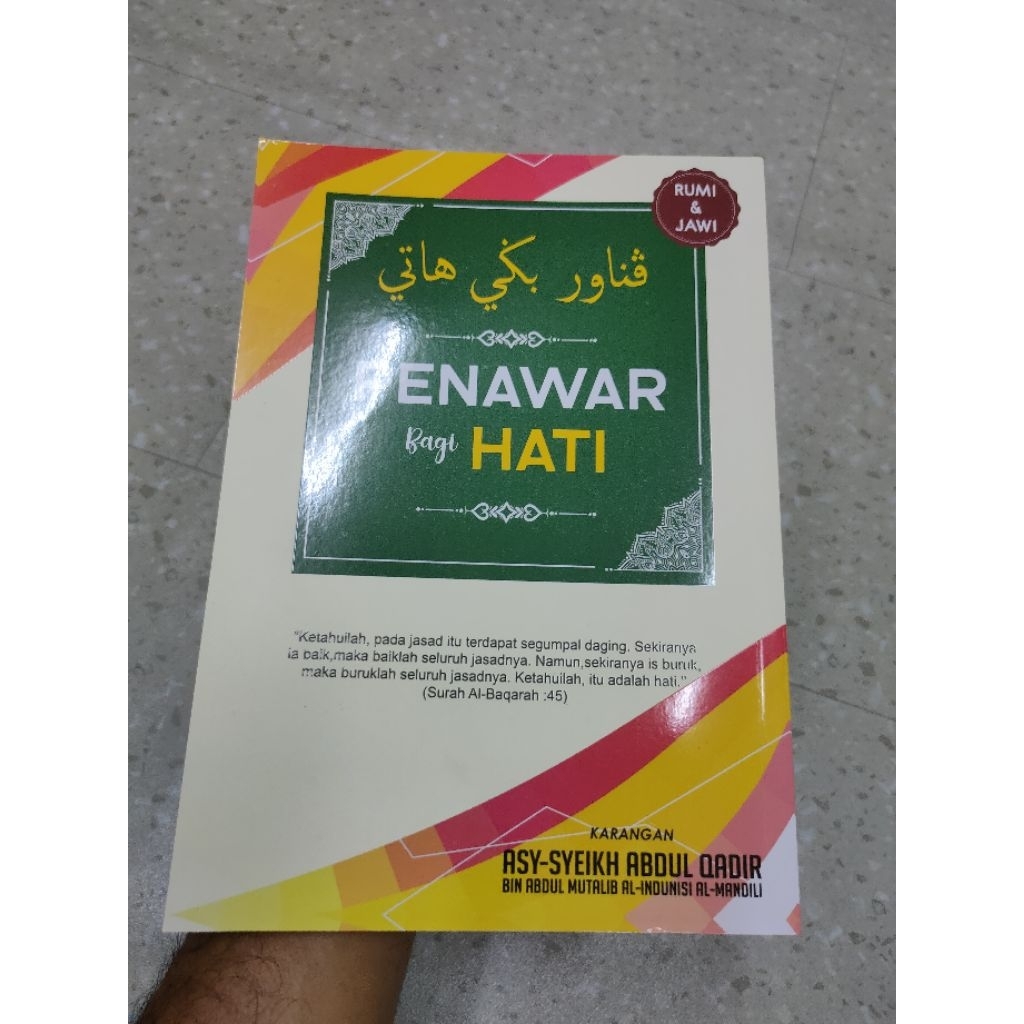 RUMI
&
JAWI
ڤناور بڬي هاتي
PENAWAR
Bagi HATI
"Ketahuilah, pada jasad itu terdapat segumpal daging. Sekiranya
ia baik,maka baiklah seluruh jasadnya. Namun,sekiranya is buruk,
maka buruklah seluruh jasadnya. Ketahuilah, itu adalah hati."
(Surah Al-Baqarah :45)
KARANGAN
ASY-SYEIKH ABDUL QADIR
BIN ABDUL MUTALIB AL-INDUNISI AL-MANDILI